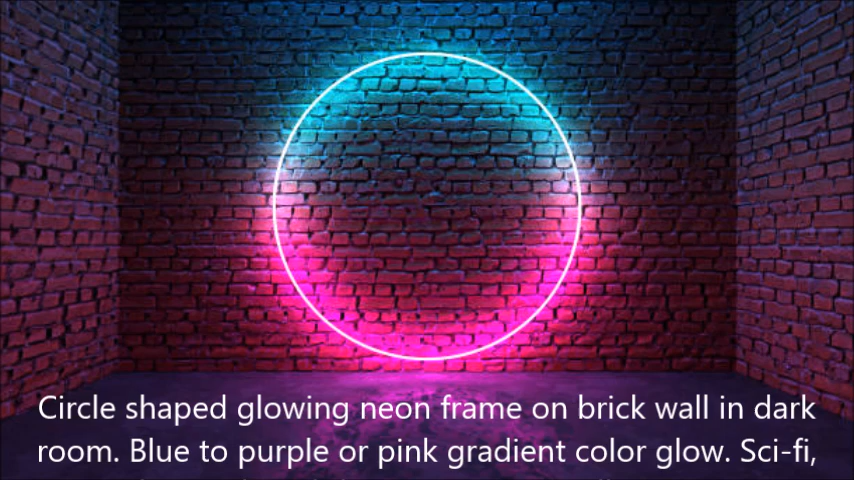 Circle shaped glowing neon frame on brick wall in dark
room. Blue to purple or pink gradient color glow. Sci-fi,